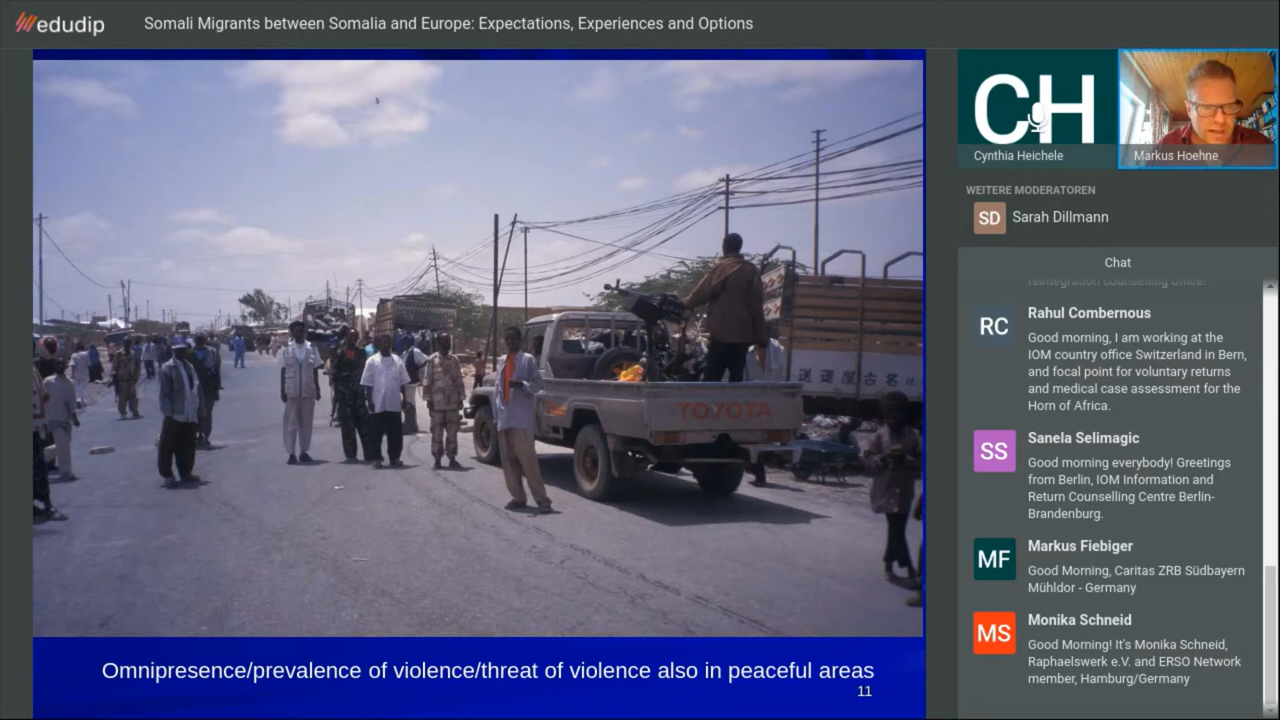 edudip
Somali Migrants between Somalia and Europe: Expectations, Experiences and Options
TOYOTA
Omnipresence/prevalence of violence/threat of violence also in peaceful areas
11
CH
Cynthia Heichele
Markus Hoehne
WEITERE MODERATOREN
SD
Sarah Dillmann
Chat
reintegration counselling office!
RC
Rahul Combernous
Good morning, I am working at the
IOM country office Switzerland in Bern,
and focal point for voluntary returns
and medical case assessment for the
Horn of Africa.
SS
Sanela Selimagic
Good morning everybody! Greetings
from Berlin, IOM Information and
Return Counselling Centre Berlin-
Brandenburg.
MF
Markus Fiebiger
Good Morning, Caritas ZRB Südbayern
Mühldor - Germany
MS
Monika Schneid
Good Morning! It's Monika Schneid,
Raphaelswerk e.V. and ERSO Network
member, Hamburg/Germany